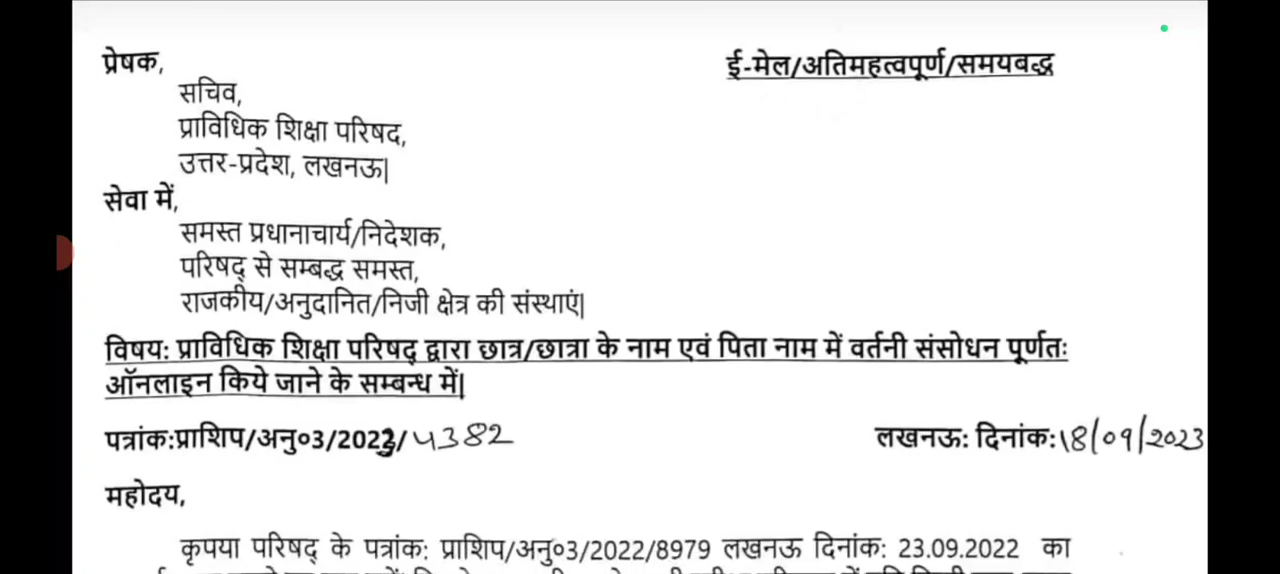 प्रेषक,
ई-मेल/अतिमहत्वपूर्ण/समयबद्ध
सचिव,
प्राविधिक शिक्षा परिषद,
उत्तर-प्रदेश, लखनऊ|
सेवा में,
समस्त प्रधानाचार्य/निदेशक,
परिषद् से सम्बद्ध समस्त,
राजकीय/अनुदानित/निजी क्षेत्र की संस्थाएं|
विषय: प्राविधिक शिक्षा परिषद् द्वारा छात्र/छात्रा के नाम एवं पिता नाम में वर्तनी संसोधन पूर्णतः
ऑनलाइन किये जाने के सम्बन्ध में|
पत्रांक:प्राशिप/अनु०3/2023/4382 लखनऊ: दिनांक:18/09/2023
महोदय,
कृपया परिषद् के पत्रांक: प्राशिप/अनु०3/2022/8979 लखनऊ दिनांक: 23.09.2022 का